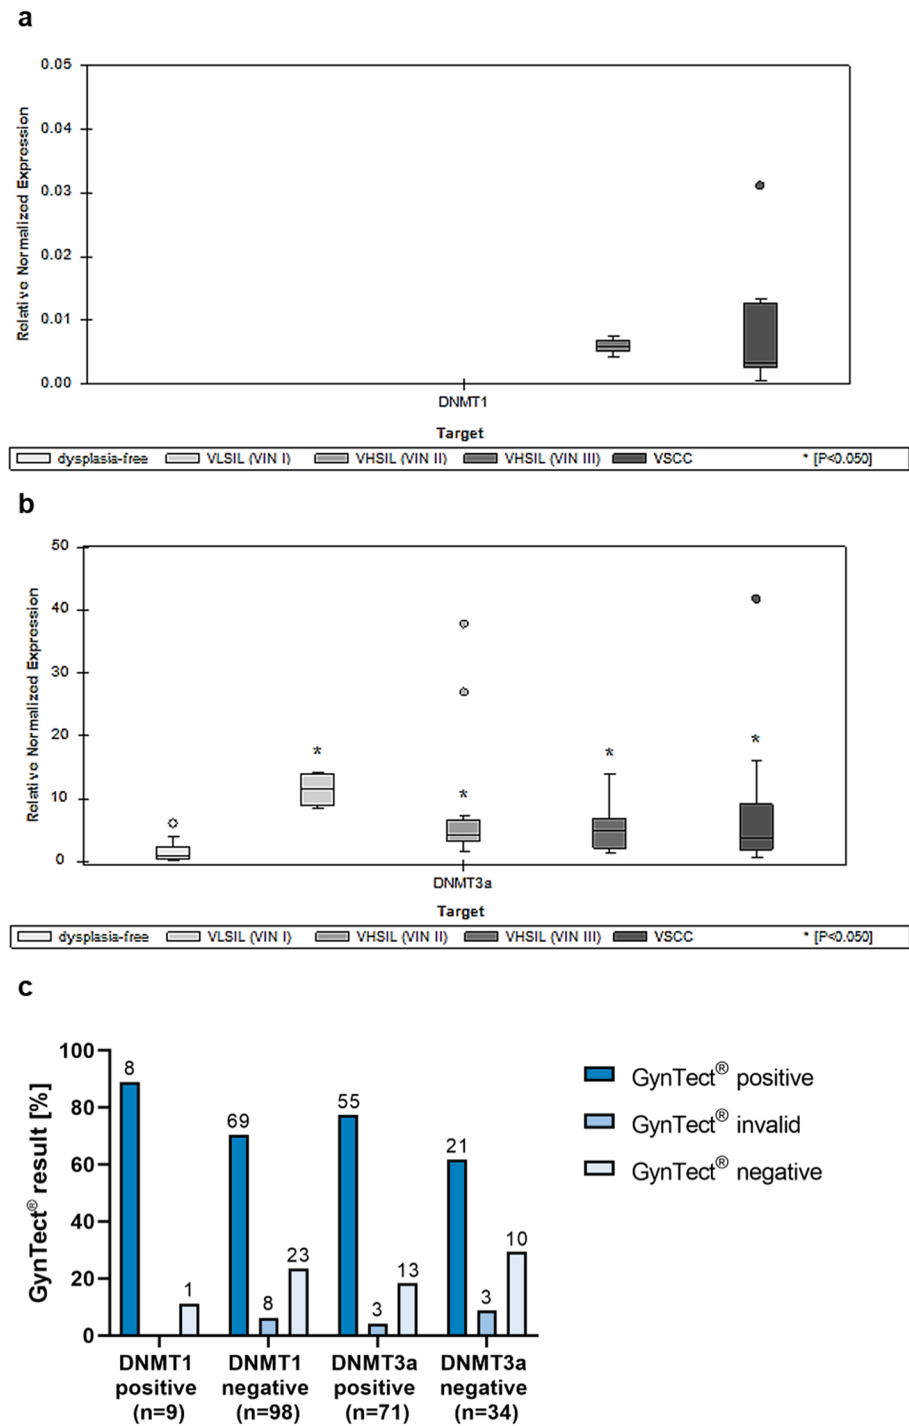 a
0.05
0.04
0.03
0.02
0.01
0.00
Relative Normalized Expression
DNMT1
Target
dysplasia-free VLSIL (VIN I) VHSIL (VIN II) VHSIL (VIN III) VSCC * [P<0.050]
b
50
40
30
20
10
0
Relative Normalized Expression
*
*
*
*
DNMT3a
Target
dysplasia-free VLSIL (VIN I) VHSIL (VIN II) VHSIL (VIN III) VSCC * [P<0.050]
c
GynTect® result [%]
100
80
60
40
20
0
8
1
69
8
23
55
3
13
21
3
10
DNMT1 positive (n=9)
DNMT1 negative (n=98)
DNMT3a positive (n=71)
DNMT3a negative (n=34)
GynTect® positive
GynTect® invalid
GynTect® negative